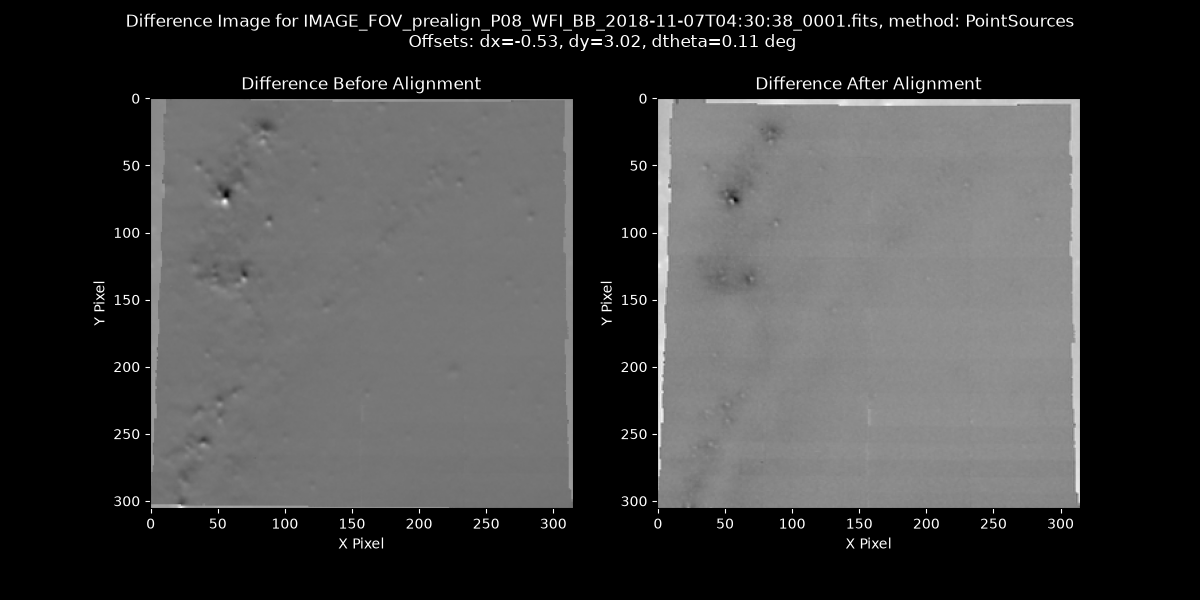 Difference Image for IMAGE_FOV_prealign_P08_WFI_BB_2018-11-07T04:30:38_0001.fits, method: PointSources
Offsets: dx=-0.53, dy=3.02, dtheta=0.11 deg
Difference Before Alignment
0
50
100
150
200
250
300
Y Pixel
0 50 100 150 200 250 300
X Pixel
Difference After Alignment
0
50
100
150
200
250
300
Y Pixel
0 50 100 150 200 250 300
X Pixel